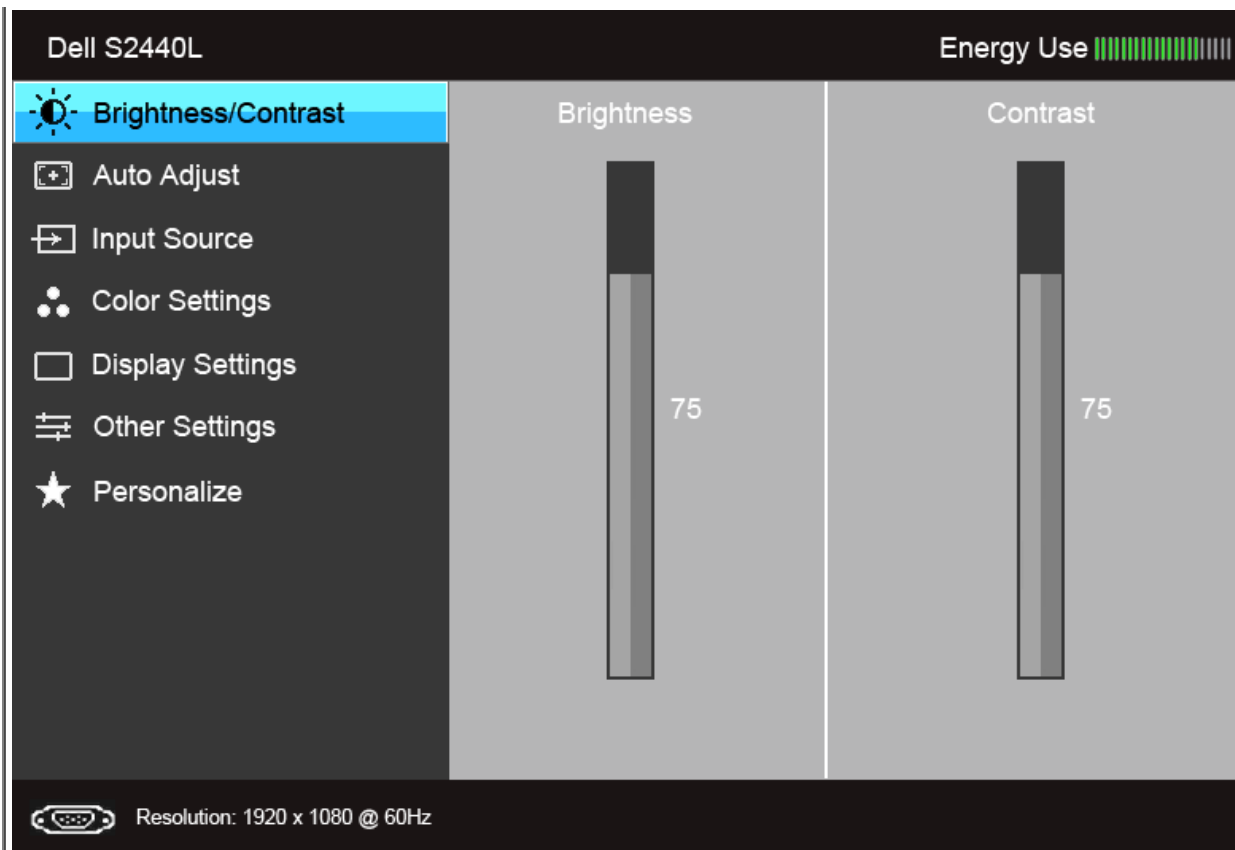 Dell S2440L
Energy Use
Brightness/Contrast
Auto Adjust
Input Source
Color Settings
Display Settings
Other Settings
Personalize
Brightness
75
Contrast
75
Resolution: 1920 x 1080 @ 60Hz